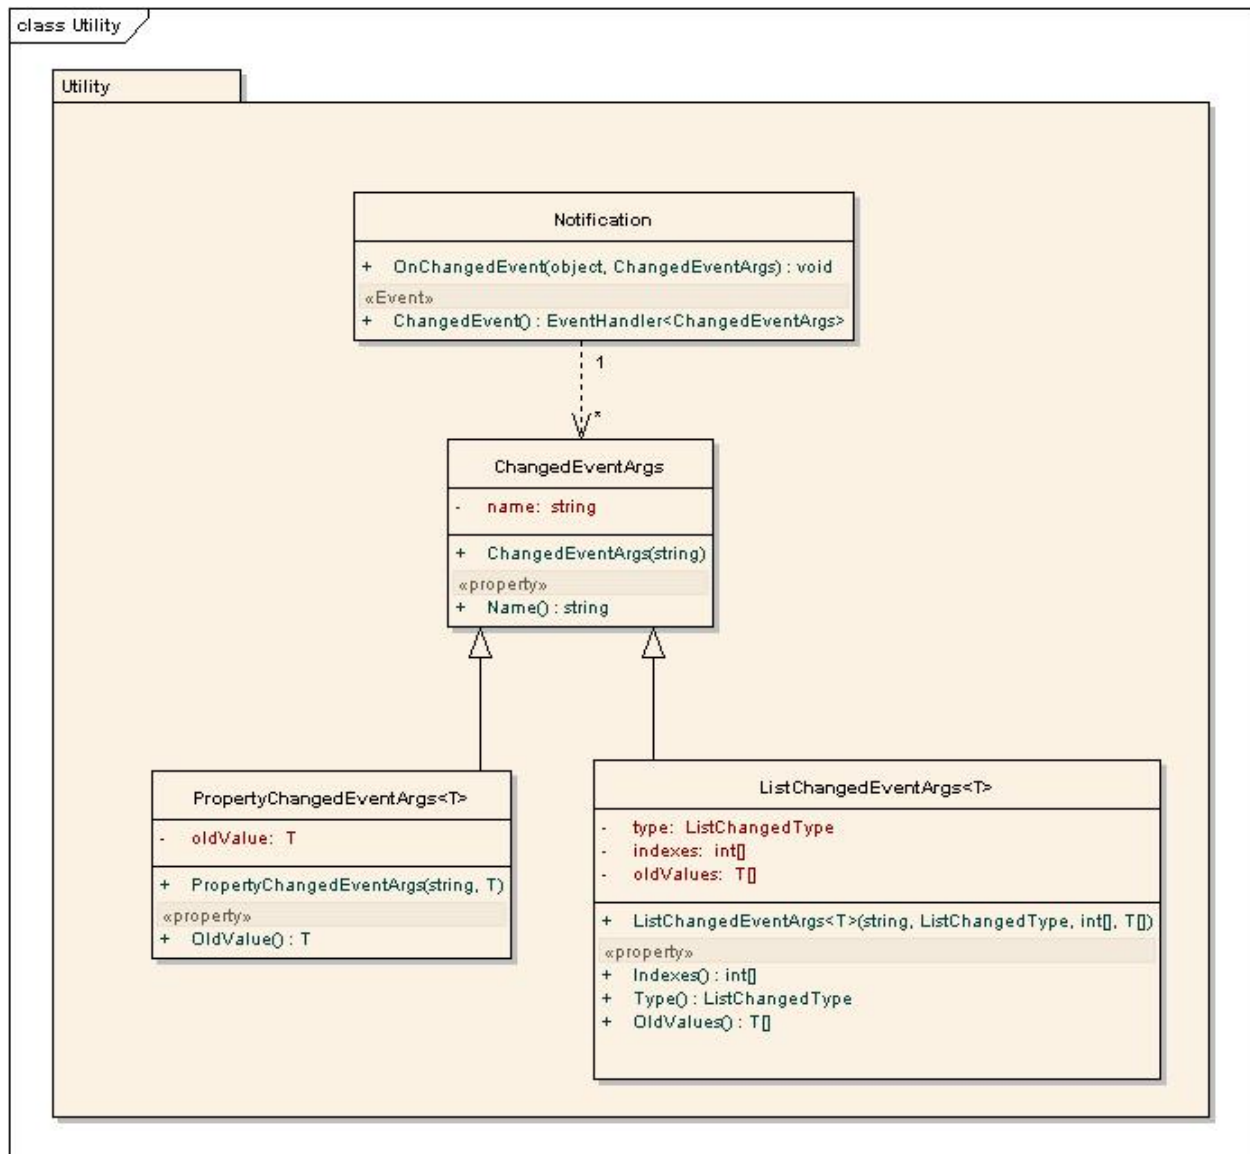 class Utility
Utility
Notification
+ OnChangedEvent(object, ChangedEventArgs) : void
«Event»
+ ChangedEvent() : EventHandler<ChangedEventArgs>
1
*
ChangedEventArgs
- name: string
+ ChangedEventArgs(string)
«property»
+ Name() : string
PropertyChangedEventArgs<T>
- oldValue: T
+ PropertyChangedEventArgs(string, T)
«property»
+ OldValue() : T
ListChangedEventArgs<T>
- type: ListChangedType
- indexes: int[]
- oldValues: T[]
+ ListChangedEventArgs<T>(string, ListChangedType, int[], T[])
«property»
+ Indexes() : int[]
+ Type() : ListChangedType
+ OldValues() : T[]